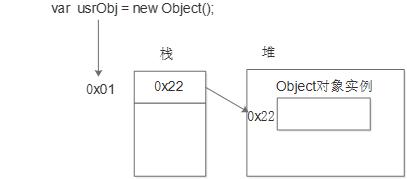 var usrObj = new Object();
栈
堆
0x01
0x22
Object对象实例
0x22